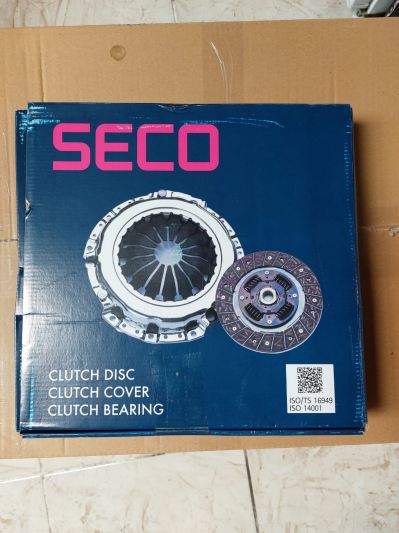 SECO
CLUTCH DISC
CLUTCH COVER
CLUTCH BEARING
ISO/TS 16949
ISO 14001